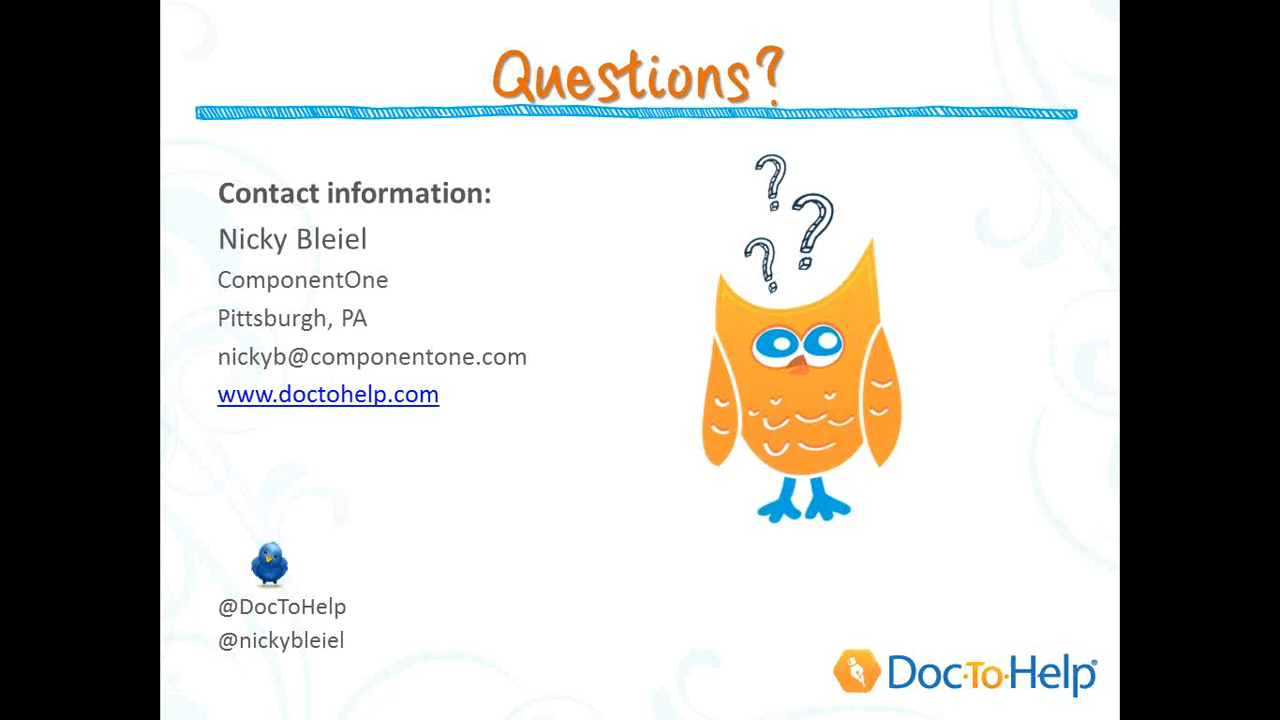 Questions?
Contact information:
Nicky Bleiel
ComponentOne
Pittsburgh, PA
nickyb@componentone.com
www.doctohelp.com
? ? ?
@DocToHelp
@nickybleiel
Doc·To·Help®